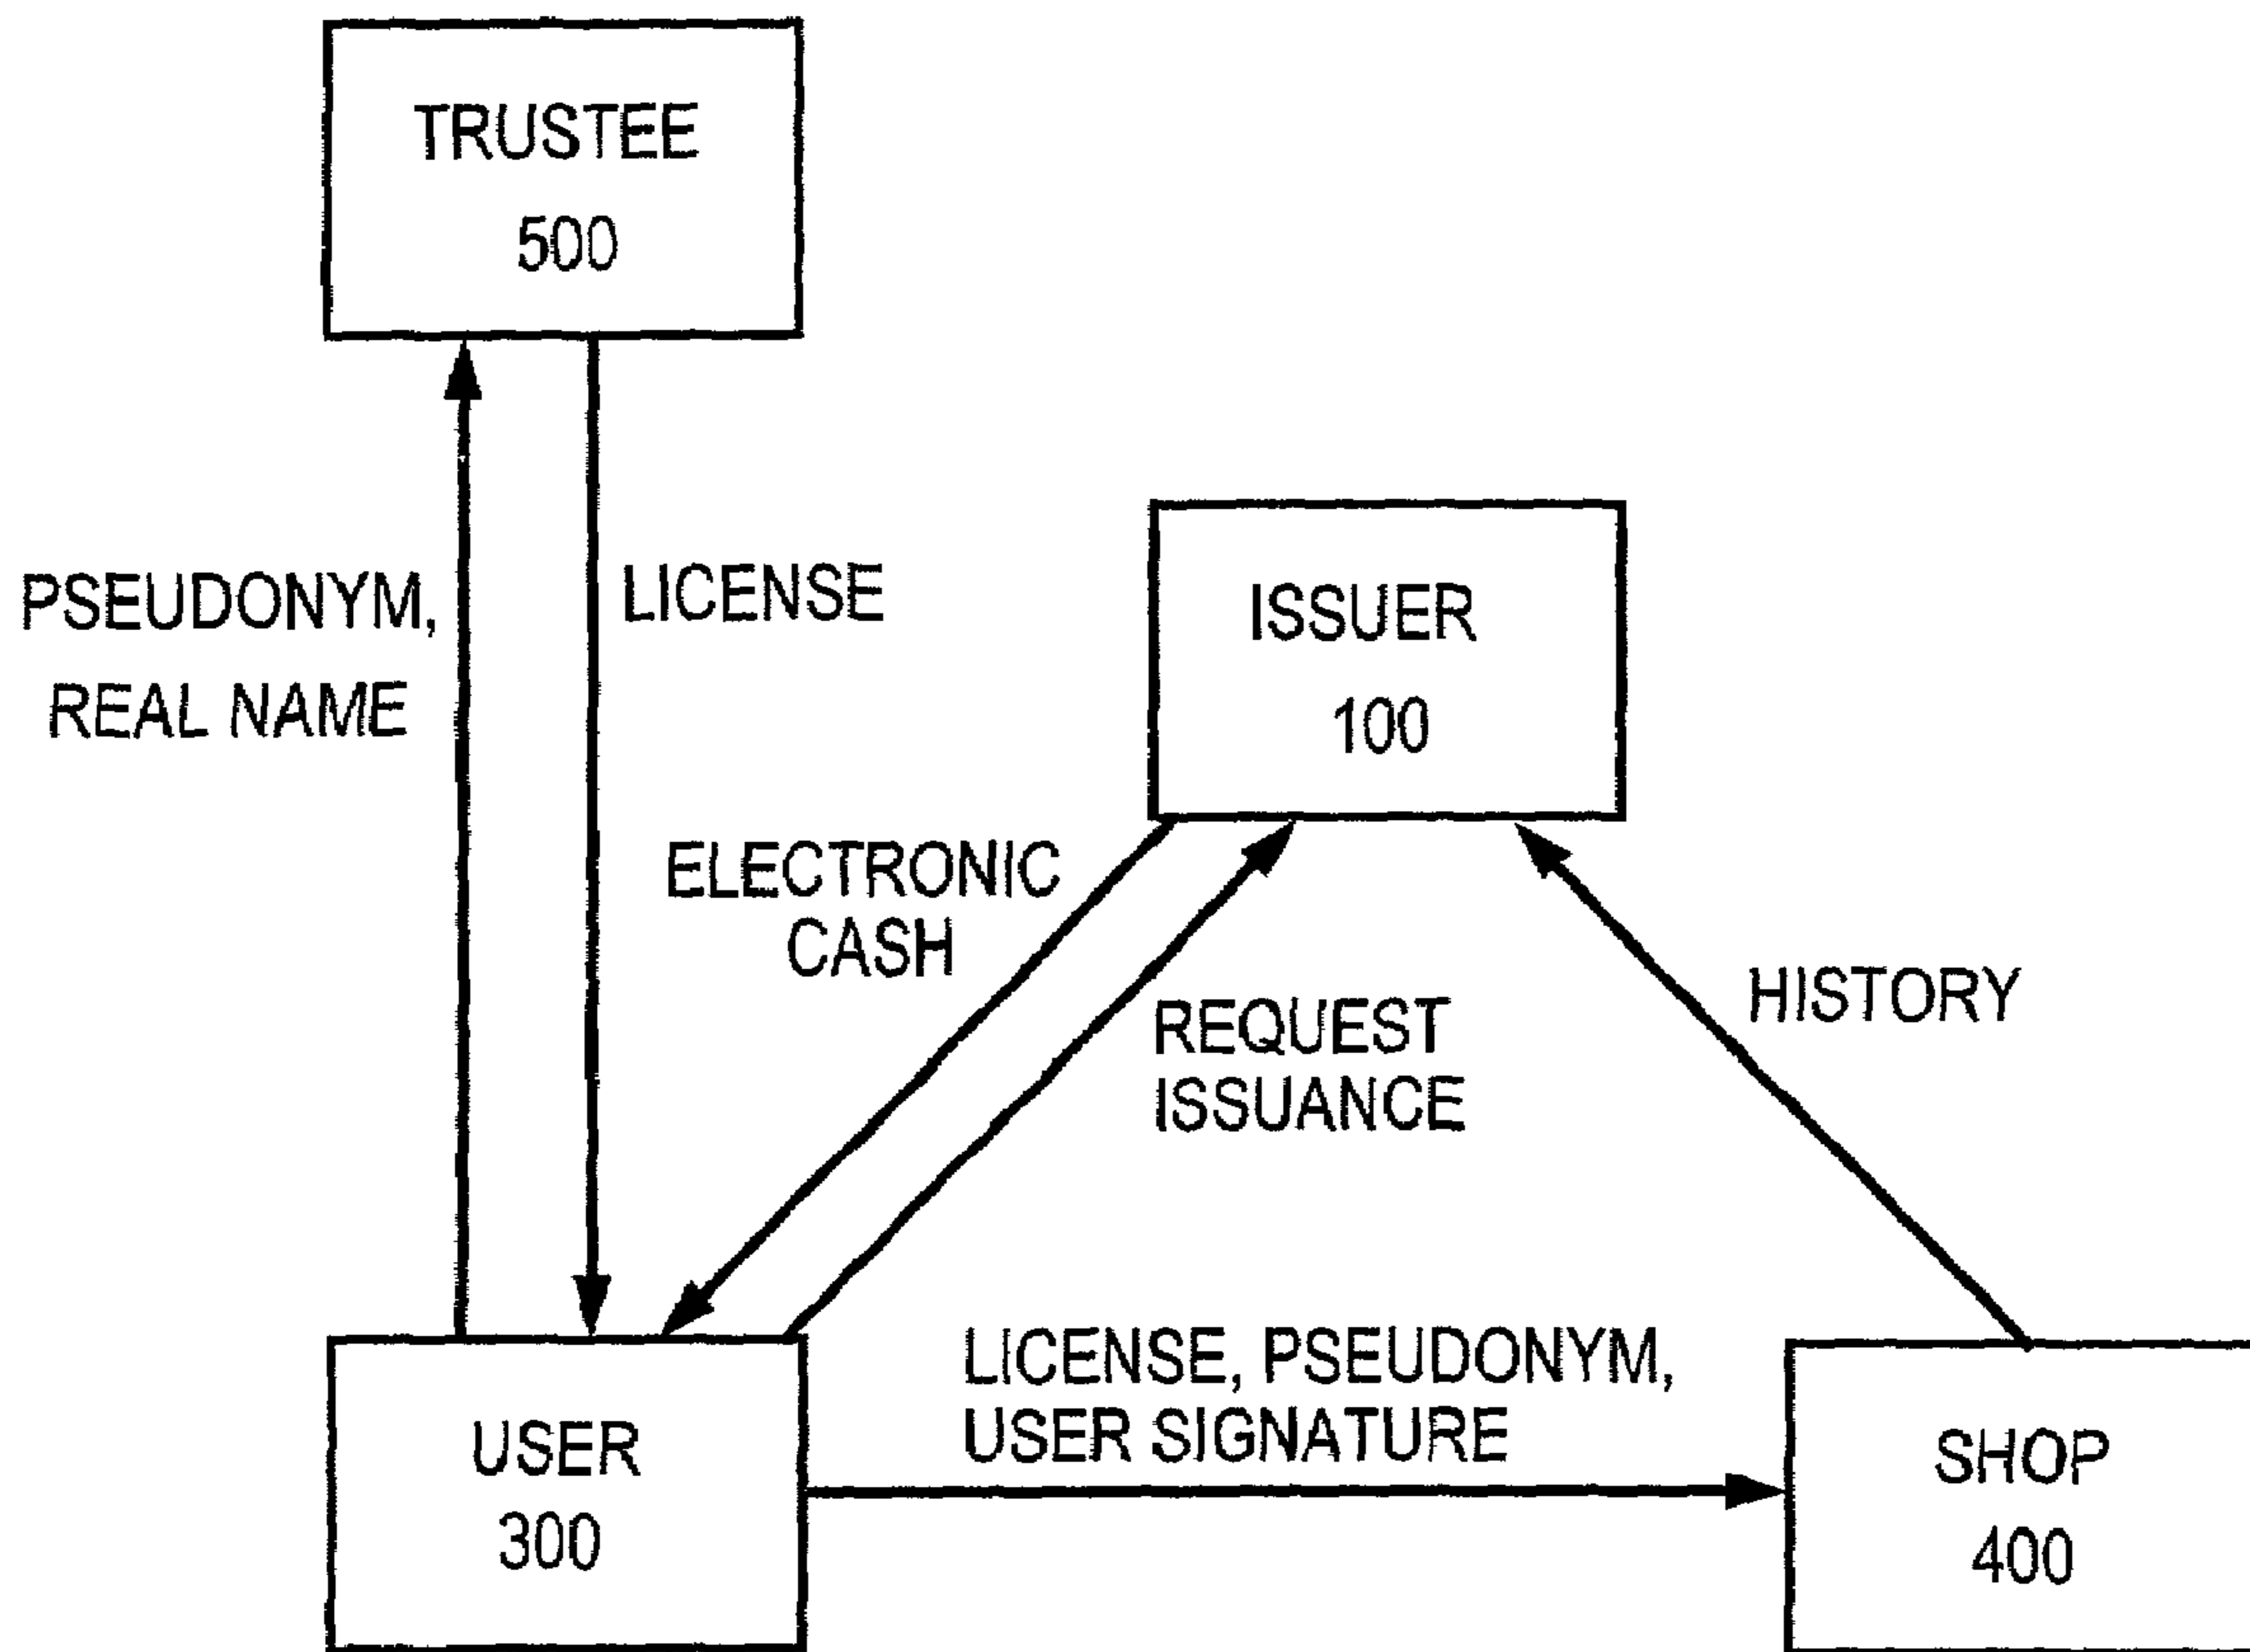 TRUSTEE
500
PSEUDONYM,
REAL NAME
LICENSE
ISSUER
100
ELECTRONIC
CASH
REQUEST
ISSUANCE
HISTORY
LICENSE, PSEUDONYM,
USER SIGNATURE
USER
300
SHOP
400